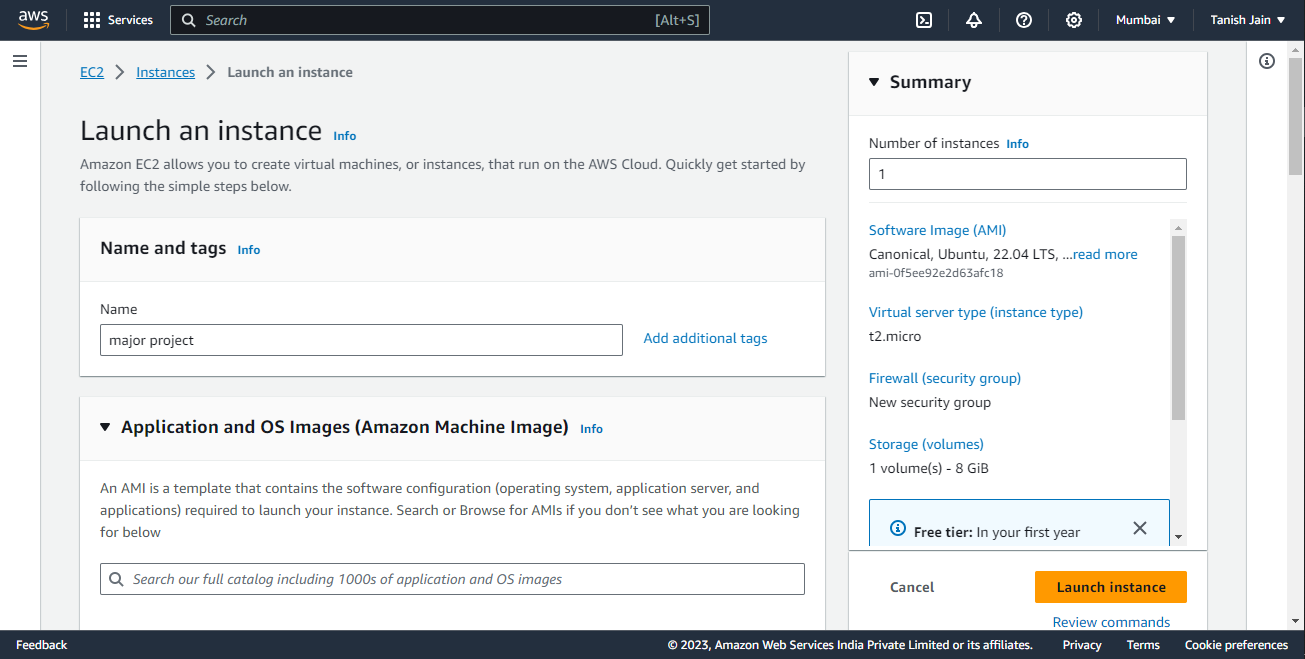 aws Services Search [Alt+S] Mumbai Tanish Jain
EC2 Instances Launch an instance
Launch an instance Info
Amazon EC2 allows you to create virtual machines, or instances, that run on the AWS Cloud. Quickly get started by
following the simple steps below.
Name and tags Info
Name
major project
Add additional tags
Application and OS Images (Amazon Machine Image) Info
An AMI is a template that contains the software configuration (operating system, application server, and
applications) required to launch your instance. Search or Browse for AMIs if you don’t see what you are looking
for below
Search our full catalog including 1000s of application and OS images
Summary
Number of instances Info
1
Software Image (AMI)
Canonical, Ubuntu, 22.04 LTS, ...read more
ami-0f5ee92e2d63afc18
Virtual server type (instance type)
t2.micro
Firewall (security group)
New security group
Storage (volumes)
1 volume(s) - 8 GiB
Free tier: In your first year
Cancel
Launch instance
Review commands
Feedback © 2023, Amazon Web Services India Private Limited or its affiliates. Privacy Terms Cookie preferences